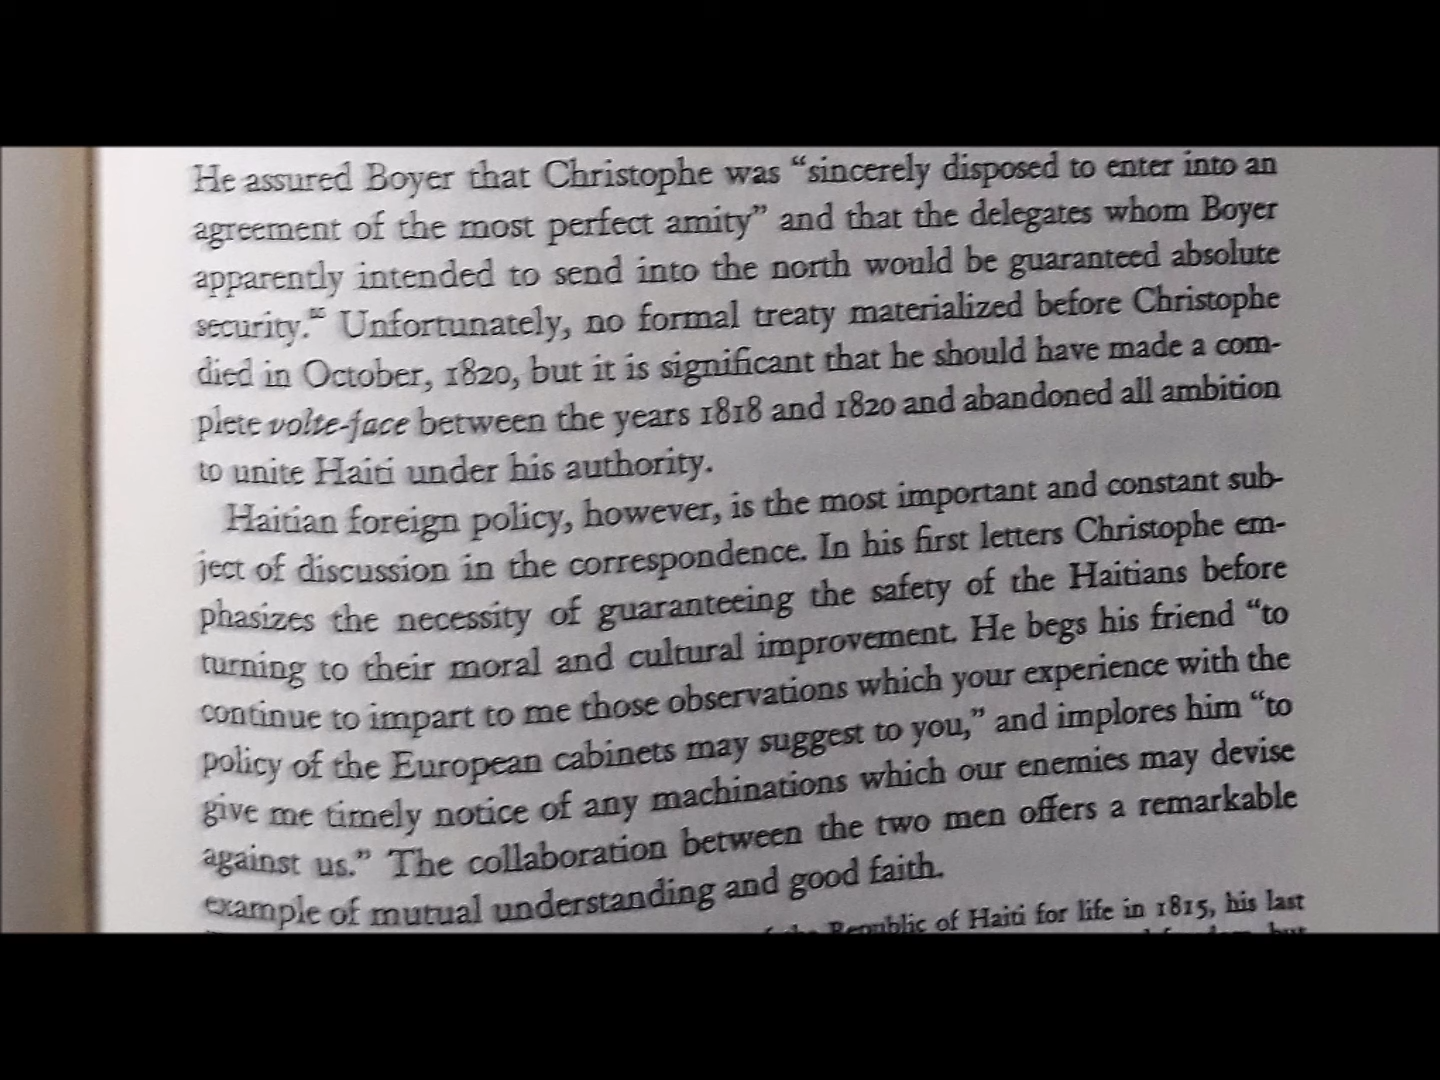 He assured Boyer that Christophe was “sincerely disposed to enter into an
agreement of the most perfect amity” and that the delegates whom Boyer
apparently intended to send into the north would be guaranteed absolute
security.” Unfortunately, no formal treaty materialized before Christophe
died in October, 1820, but it is significant that he should have made a com-
plete volte-face between the years 1818 and 1820 and abandoned all ambition
to unite Haiti under his authority.
Haitian foreign policy, however, is the most important and constant sub-
ject of discussion in the correspondence. In his first letters Christophe em-
phasizes the necessity of guaranteeing the safety of the Haitians before
turning to their moral and cultural improvement. He begs his friend “to
continue to impart to me those observations which your experience with the
policy of the European cabinets may suggest to you,” and implores him “to
give me timely notice of any machinations which our enemies may devise
against us.” The collaboration between the two men offers a remarkable
example of mutual understanding and good faith.
Republic of Haiti for life in 1815, his last